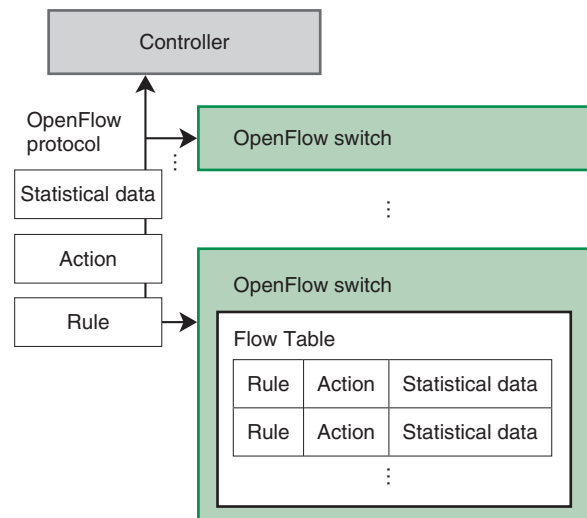 Controller
OpenFlow
protocol
OpenFlow switch
Statistical data
Action
Rule
OpenFlow switch
Flow Table
Rule Action Statistical data
Rule Action Statistical data